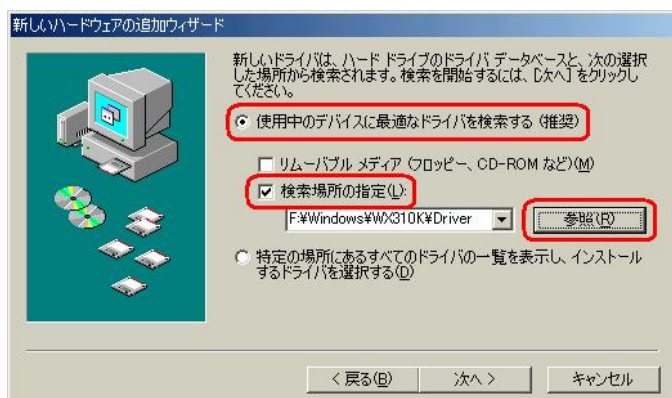 新しいハードウェアの追加ウィザード
新しいドライバは、ハード ドライブのドライバ データベースと、次の選択
した場所から検索されます。検索を開始するには、[次へ] をクリックし
てください。
使用中のデバイスに最適なドライバを検索する (推奨)
リムーバブル メディア (フロッピー、CD-ROM など)(M)
検索場所の指定(L):
F:¥Windows¥WX310K¥Driver
参照(R)
特定の場所にあるすべてのドライバの一覧を表示し、インストール
するドライバを選択する(D)
< 戻る(B)
次へ >
キャンセル